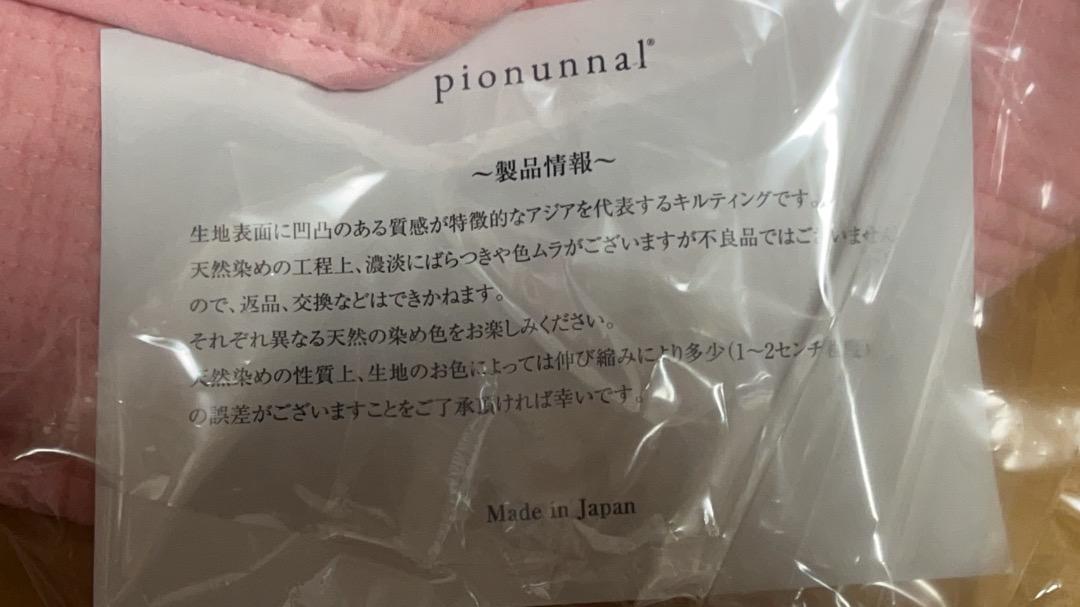 pionunnal®
～製品情報～
生地表面に凹凸のある質感が特徴的なアジアを代表するキルティングです。
天然染めの工程上、濃淡にばらつきや色ムラがございますが不良品ではございません
ので、返品、交換などはできかねます。
それぞれ異なる天然の染め色をお楽しみください。
天然染めの性質上、生地のお色によっては伸び縮みにより多少(1～2センチ
の誤差がございますことをご了承頂ければ幸いです。
Made in Japan